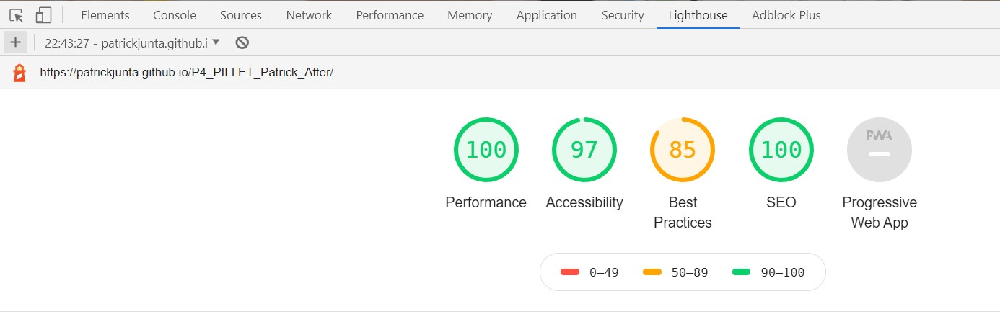 Elements Console Sources Network Performance Memory Application Security Lighthouse Adblock Plus
+ 22:43:27 - patrickjunta.github.i ▼
https://patrickjunta.github.io/P4_PILLET_Patrick_After/
100 97 85 100 PWA
Performance Accessibility Best Practices SEO Progressive Web App
0–49 50–89 90–100